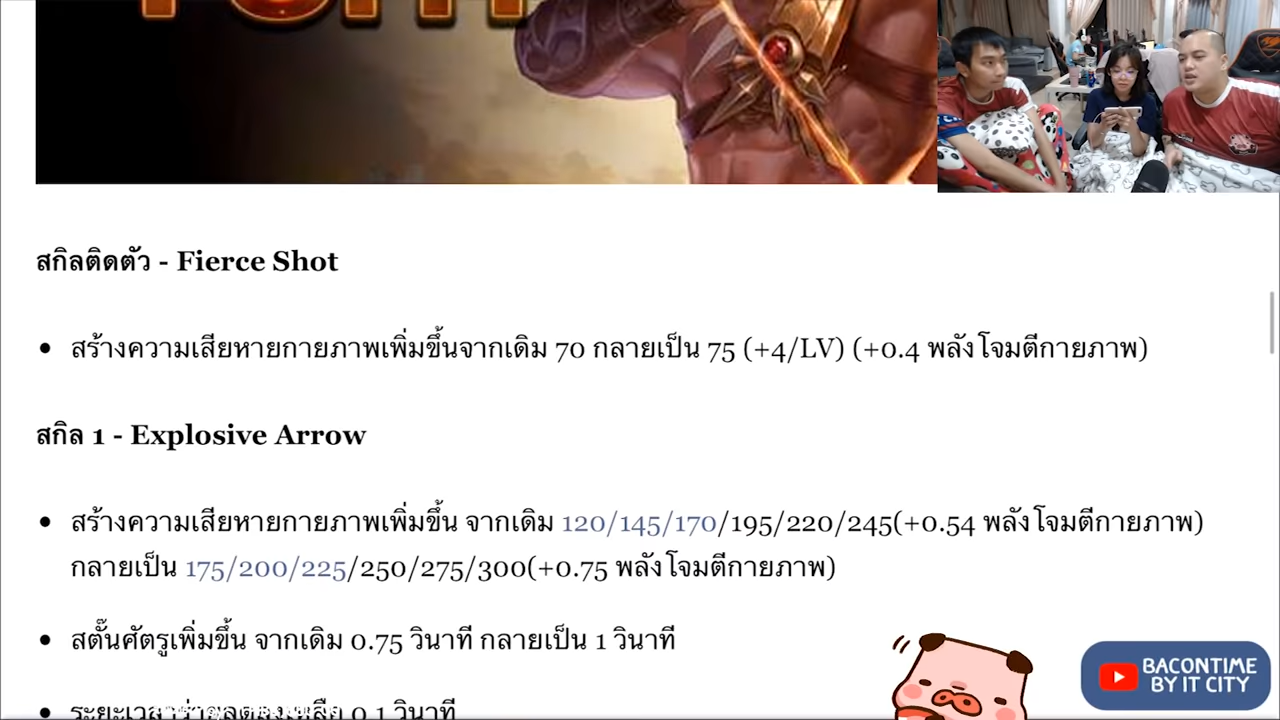 สกิลติดตัว - Fierce Shot
สร้างความเสียหายกายภาพเพิ่มขึ้นจากเดิม 70 กลายเป็น 75 (+4/LV) (+0.4 พลังโจมตีกายภาพ)
สกิล 1 - Explosive Arrow
สร้างความเสียหายกายภาพเพิ่มขึ้น จากเดิม 120/145/170/195/220/245(+0.54 พลังโจมตีกายภาพ)
กลายเป็น 175/200/225/250/275/300(+0.75 พลังโจมตีกายภาพ)
สตั๊นศัตรูเพิ่มขึ้น จากเดิม 0.75 วินาที กลายเป็น 1 วินาที
0.1 วินาที
BACONTIME
BY IT CITY